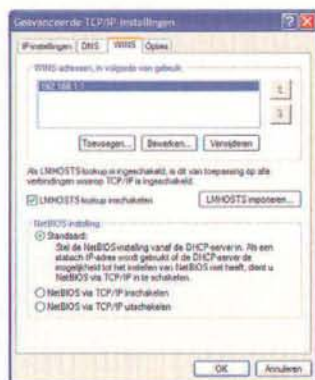 Geavanceerde TCP/IP-instellingen
IP-instellingen DNS WINS Opties
WINS-adressen, in volgorde van gebruik:
192.168.1.1
Toevoegen... Bewerken... Verwijderen
Als LMHOSTS lookup is ingeschakeld, is dit van toepassing op alle
verbindingen waarop TCP/IP is ingeschakeld.
LMHOSTS lookup inschakelen LMHOSTS importeren...
NetBIOS-instelling
Standaard:
Stel de NetBIOS-instelling vanaf de DHCP-server in. Als een
statisch IP-adres wordt gebruikt of de DHCP-server de
mogelijkheid tot het instellen van NetBIOS niet heeft, dient u
NetBIOS via TCP/IP in te schakelen.
NetBIOS via TCP/IP inschakelen
NetBIOS via TCP/IP uitschakelen
OK Annuleren